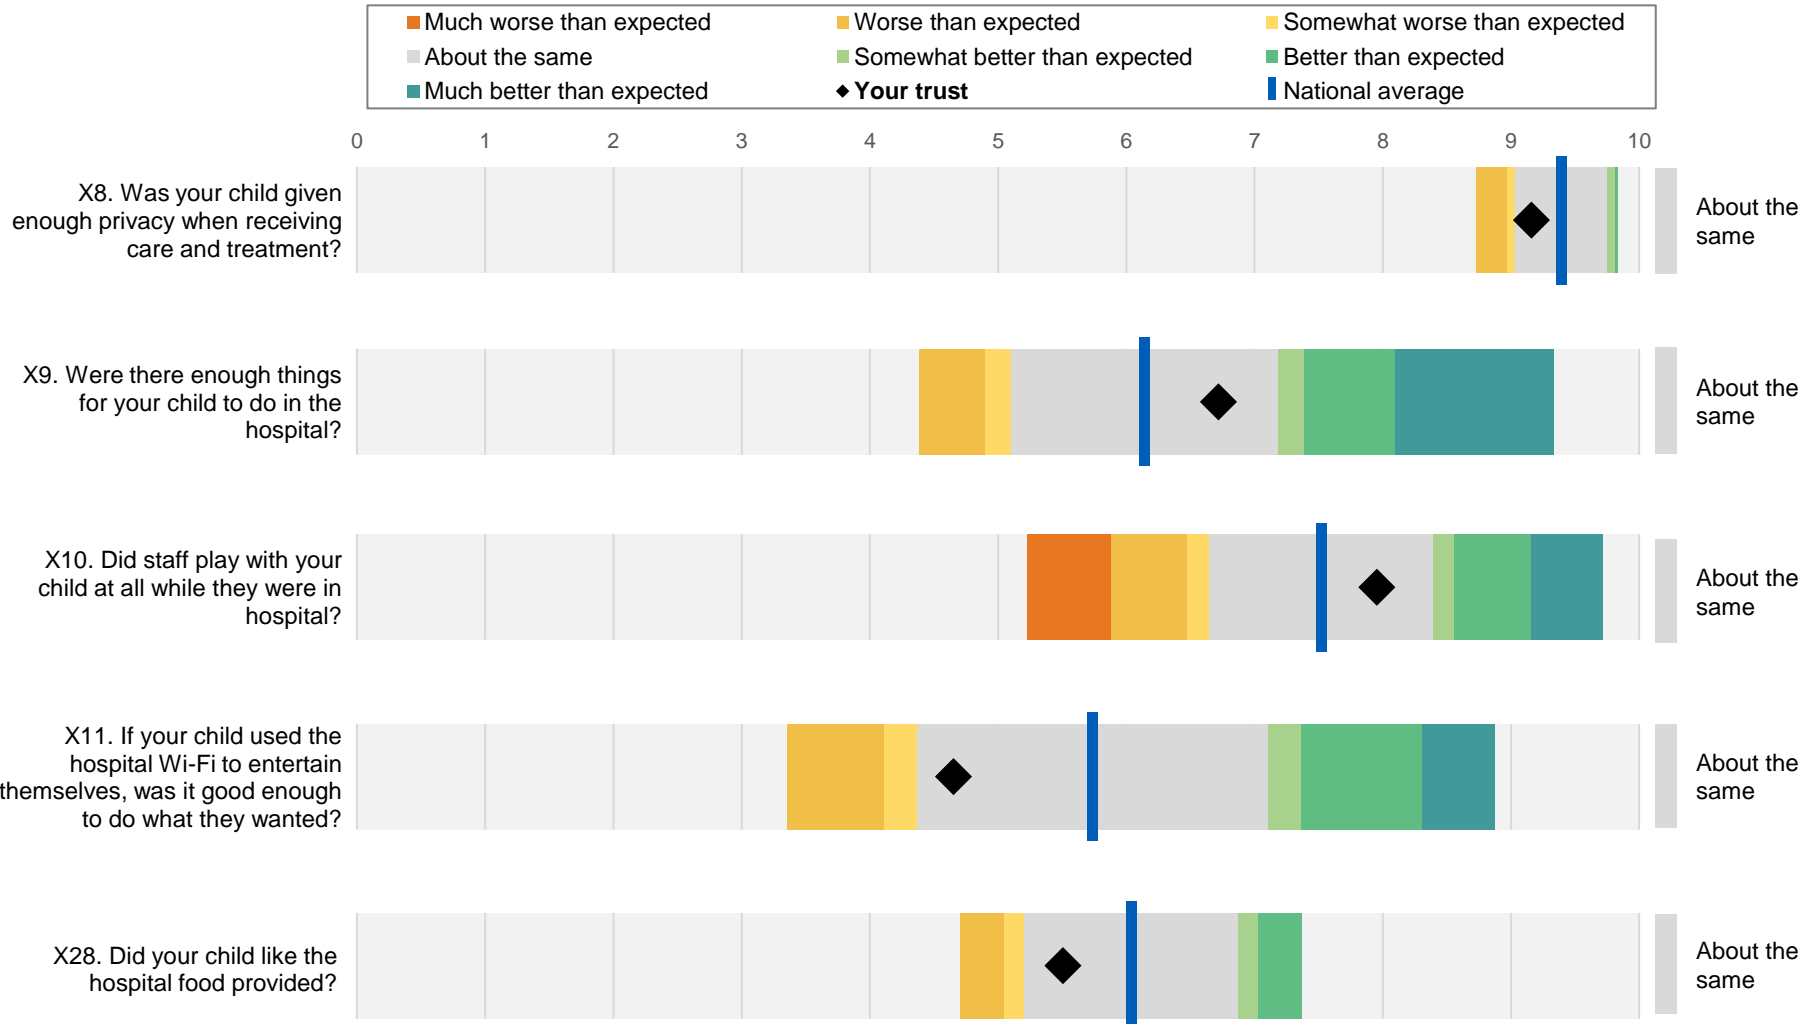 Much worse than expected
Worse than expected
Somewhat worse than expected
About the same
Somewhat better than expected
Better than expected
Much better than expected
Your trust
National average
0 1 2 3 4 5 6 7 8 9 10
X8. Was your child given
enough privacy when receiving
care and treatment?
About the
same
X9. Were there enough things
for your child to do in the
hospital?
About the
same
X10. Did staff play with your
child at all while they were in
hospital?
About the
same
X11. If your child used the
hospital Wi-Fi to entertain
themselves, was it good enough
to do what they wanted?
About the
same
X28. Did your child like the
hospital food provided?
About the
same